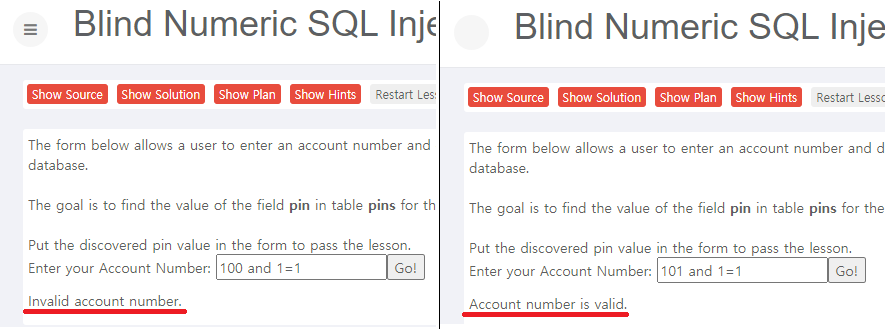 Blind Numeric SQL Inje
Show Source Show Solution Show Plan Show Hints Restart Less
The form below allows a user to enter an account number and
database.
The goal is to find the value of the field pin in table pins for th
Put the discovered pin value in the form to pass the lesson.
Enter your Account Number: 100 and 1=1 Go!
Invalid account number.
Blind Numeric SQL Inje
Show Source Show Solution Show Plan Show Hints Restart Lesso
The form below allows a user to enter an account number and d
database.
The goal is to find the value of the field pin in table pins for the
Put the discovered pin value in the form to pass the lesson.
Enter your Account Number: 101 and 1=1 Go!
Account number is valid.